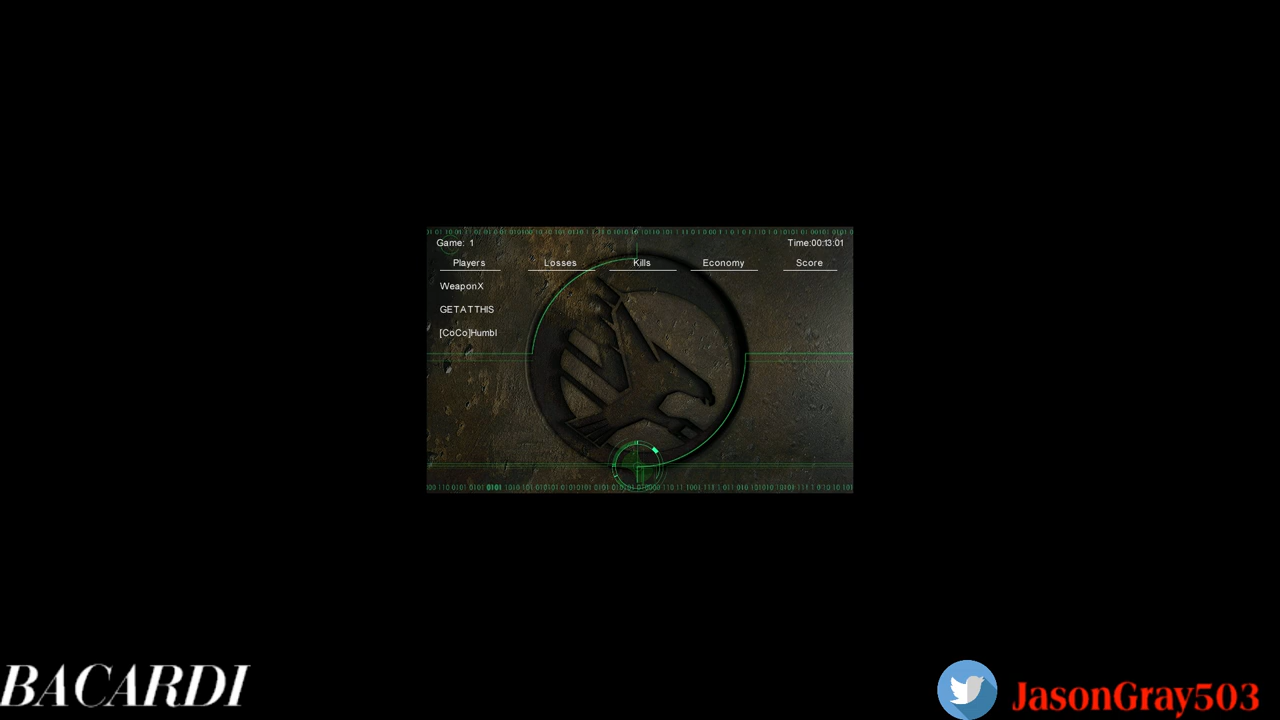 Game: 1 Time:00:13:01
Players Losses Kills Economy Score
WeaponX
GETATTHIS
[CoCo]Humbl
BACARDI
JasonGray503